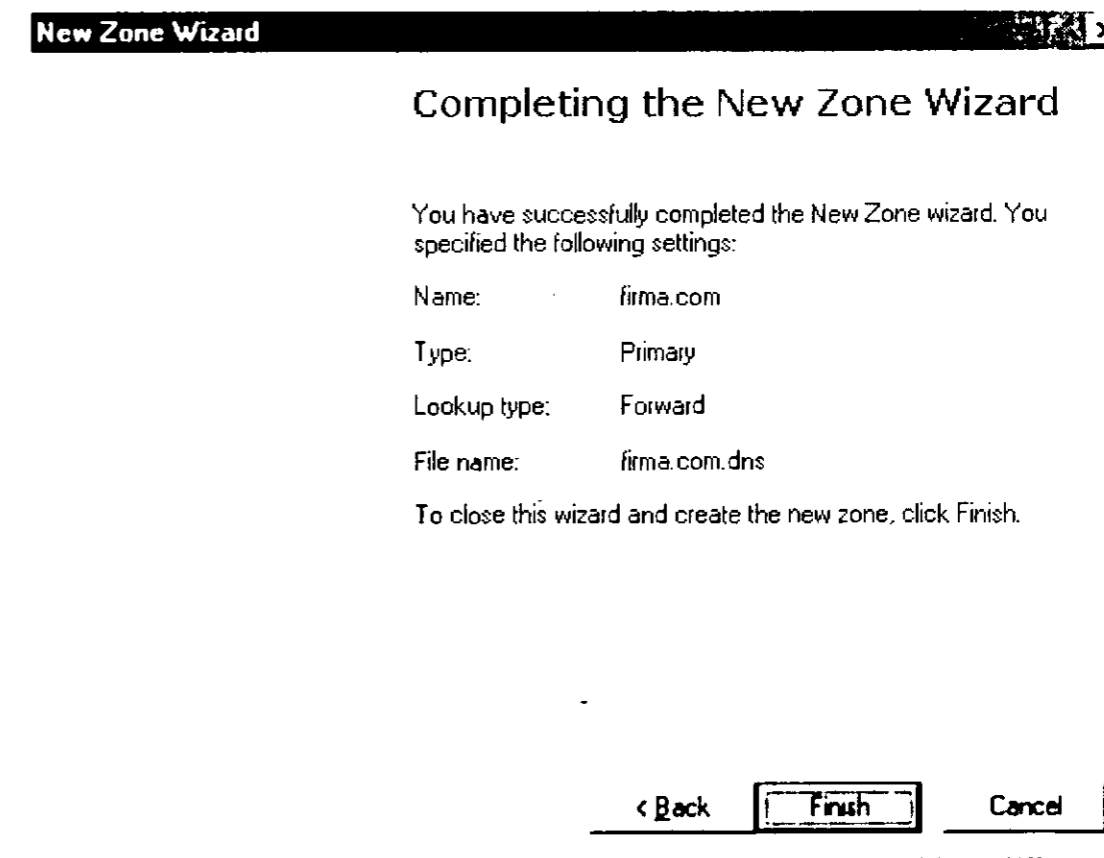 New Zone Wizard
Completing the New Zone Wizard
You have successfully completed the New Zone wizard. You
specified the following settings:
Name: firma.com
Type: Primary
Lookup type: Forward
File name: firma.com.dns
To close this wizard and create the new zone, click Finish.
< Back Finish Cancel